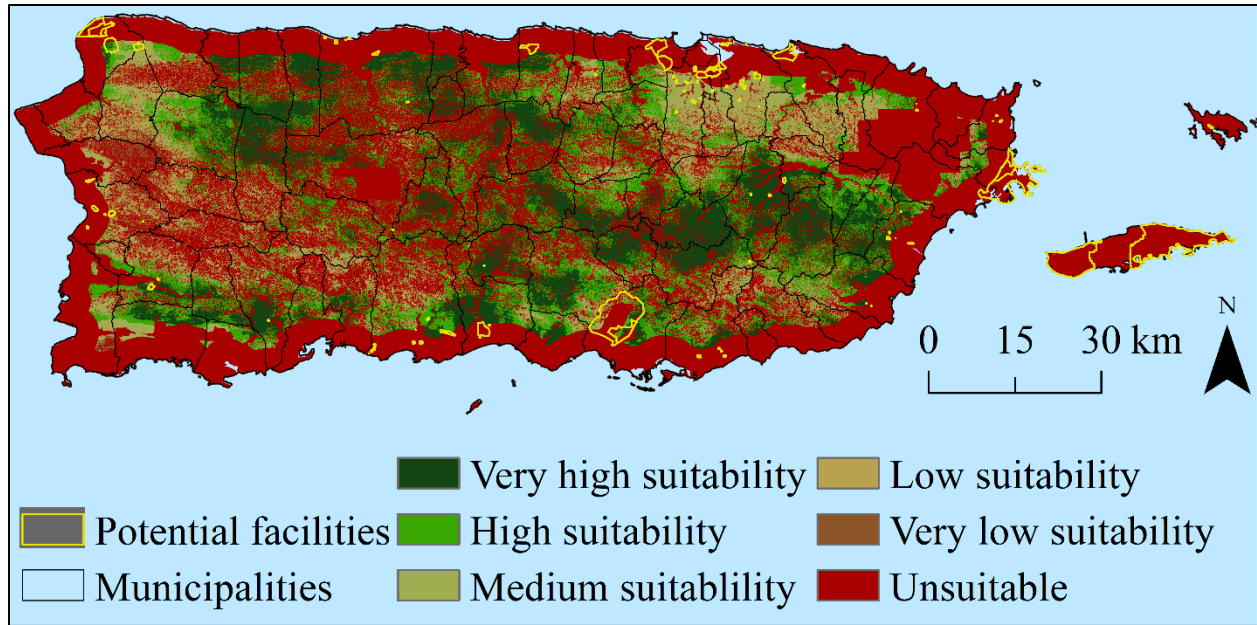 N
0 15 30 km
Very high suitability Low suitability
Potential facilities High suitability Very low suitability
Municipalities Medium suitablility Unsuitable